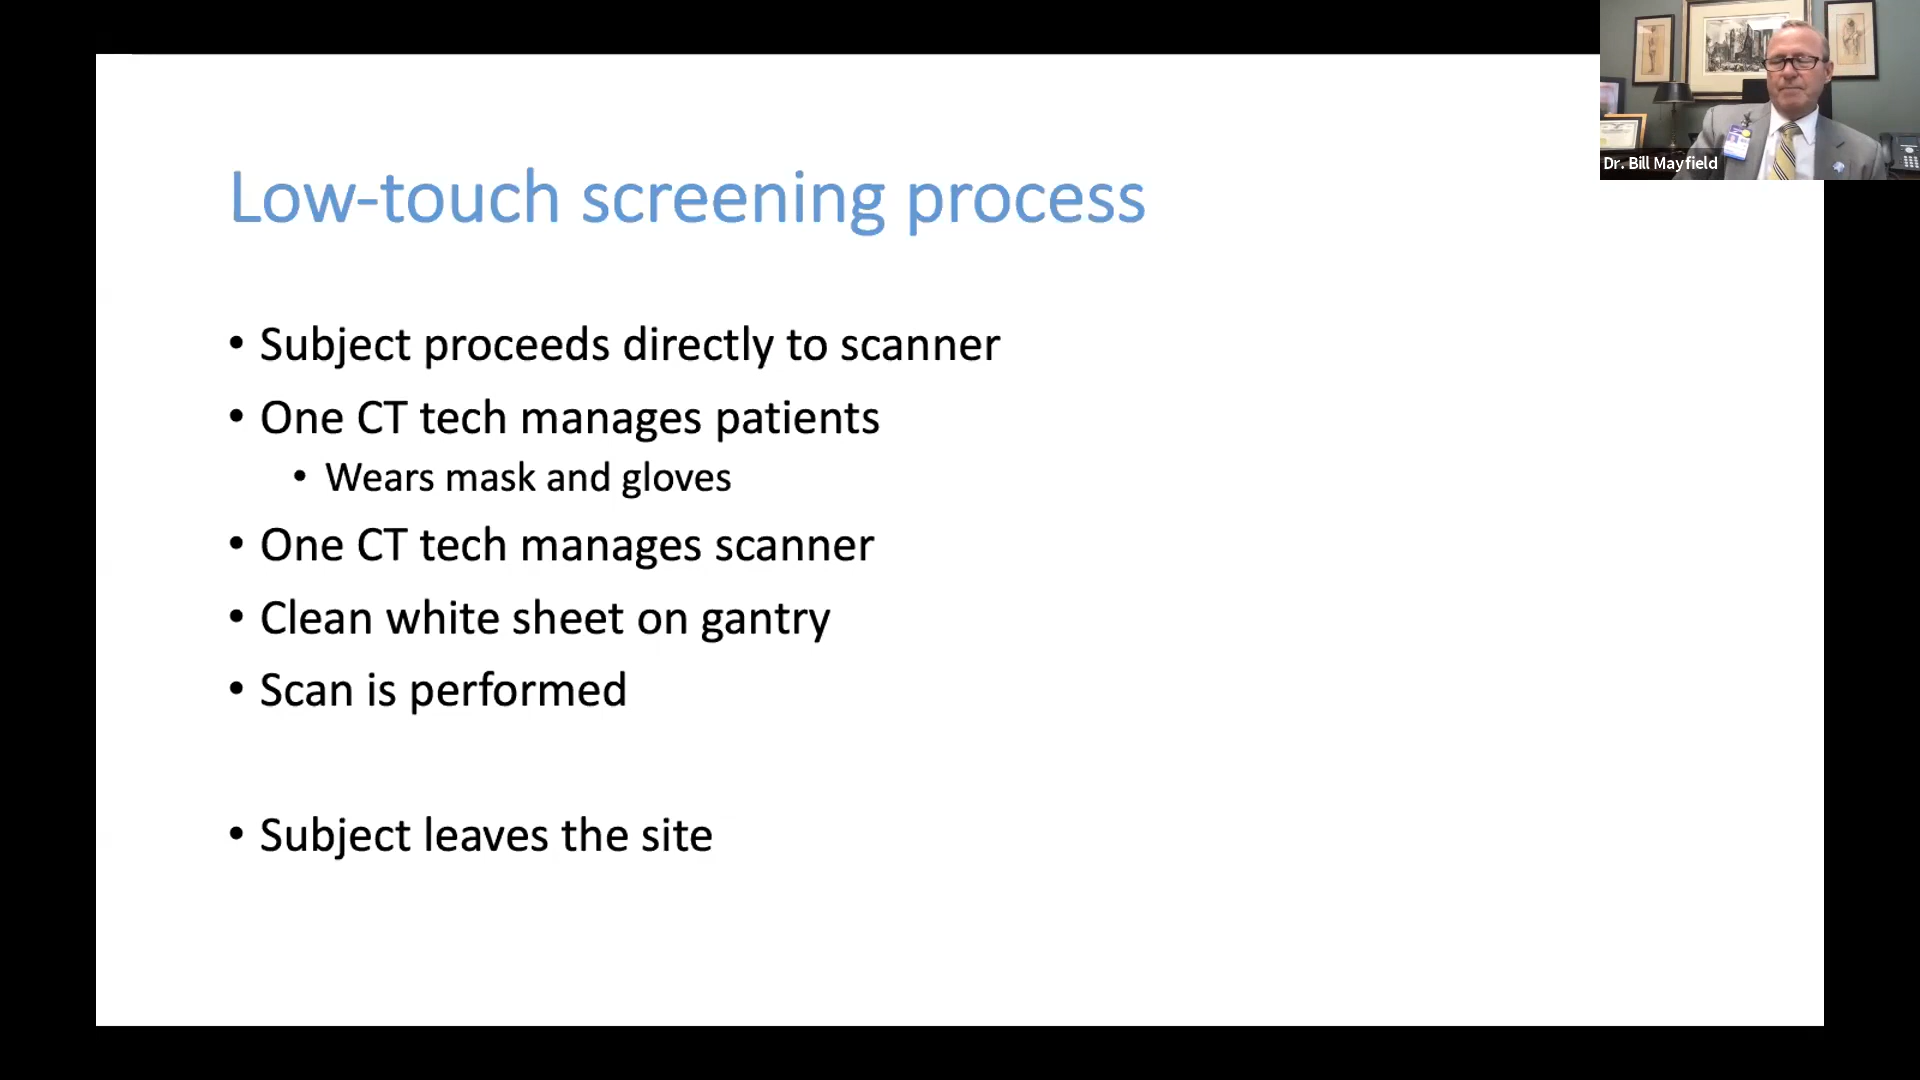 Dr. Bill Mayfield
Low-touch screening process
• Subject proceeds directly to scanner
• One CT tech manages patients
• Wears mask and gloves
• One CT tech manages scanner
• Clean white sheet on gantry
• Scan is performed
• Subject leaves the site